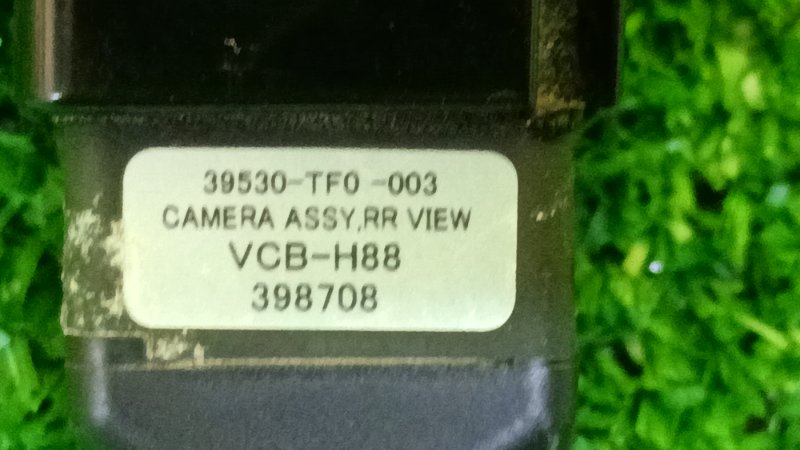 39530-TF0 -003
CAMERA ASSY,RR VIEW
VCB-H88
398708